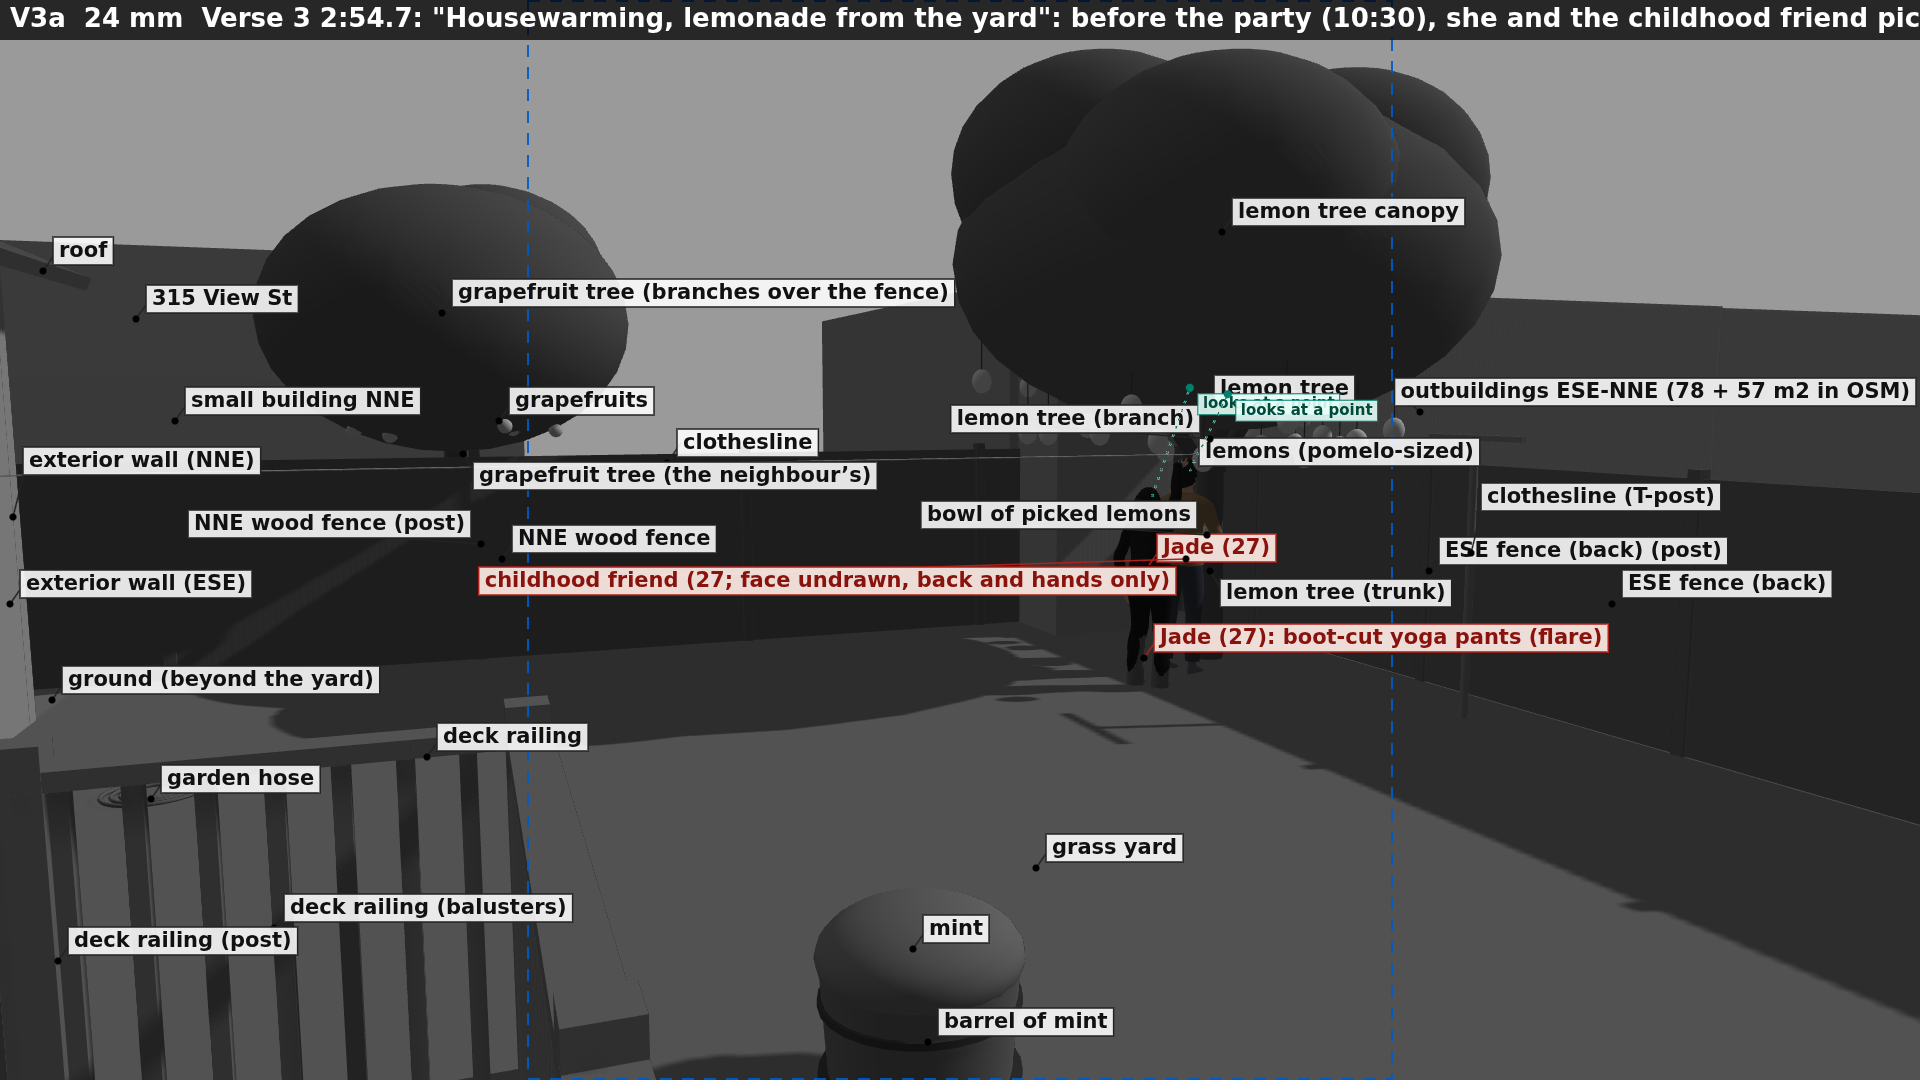 V3a 24 mm Verse 3 2:54.7: "Housewarming, lemonade from the yard": before the party (10:30), she and the childhood friend pic
lemon tree canopy
roof
315 View St
grapefruit tree (branches over the fence)
small building NNE
grapefruits
lemon tree
outbuildings ESE-NNE (78 + 57 m2 in OSM)
looks at a point
looks at a point
lemon tree (branch)
clothesline
lemons (pomelo-sized)
exterior wall (NNE)
grapefruit tree (the neighbour’s)
clothesline (T-post)
bowl of picked lemons
NNE wood fence (post)
NNE wood fence
Jade (27)
ESE fence (back) (post)
childhood friend (27; face undrawn, back and hands only)
exterior wall (ESE)
lemon tree (trunk)
ESE fence (back)
Jade (27): boot-cut yoga pants (flare)
ground (beyond the yard)
deck railing
garden hose
grass yard
deck railing (balusters)
mint
deck railing (post)
barrel of mint